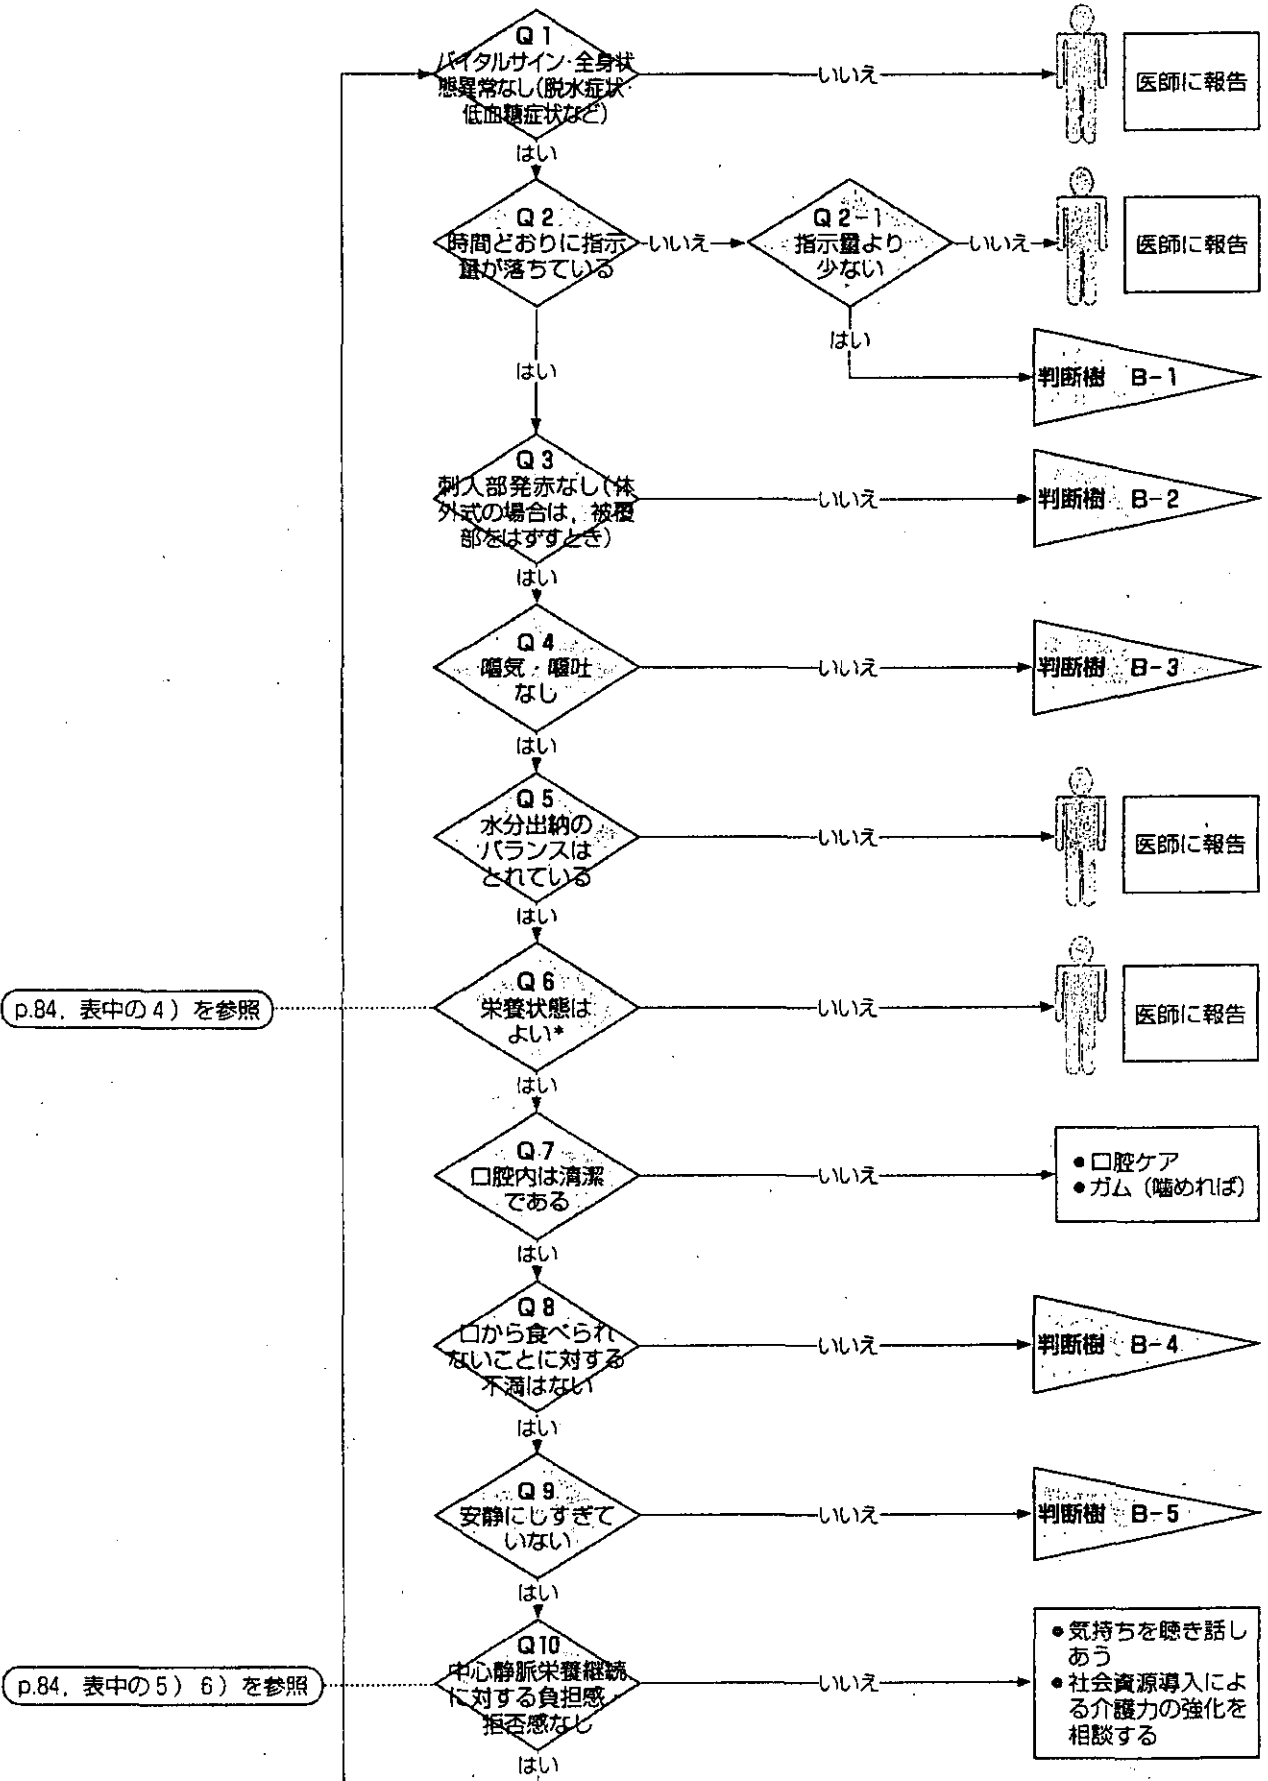 Q1
バイタルサイン・全身状
態異常なし(脱水症状・
低血糖症状など)
いいえ
医師に報告
はい
Q2
時間どおりに指示
量が落ちている
いいえ
Q2-1
指示量より
少ない
いいえ
医師に報告
はい
判断樹 B-1
はい
Q3
刺入部発赤なし(体
外式の場合は，被覆
部をはずすとき)
いいえ
判断樹 B-2
はい
Q4
嘔気・嘔吐
なし
いいえ
判断樹 B-3
はい
Q5
水分出納の
バランスは
とれている
いいえ
医師に報告
はい
p.84，表中の4）を参照
Q6
栄養状態は
よい*
いいえ
医師に報告
はい
Q7
口腔内は清潔
である
いいえ
●口腔ケア
●ガム（噛めれば）
はい
Q8
口から食べられ
ないことに対する
不満はない
いいえ
判断樹 B-4
はい
Q9
安静にしすぎて
いない
いいえ
判断樹 B-5
はい
p.84，表中の5）6）を参照
Q10
中心静脈栄養継続
に対する負担感・
拒否感なし
いいえ
●気持ちを聴き話し
あう
●社会資源導入によ
る介護力の強化を
相談する
はい